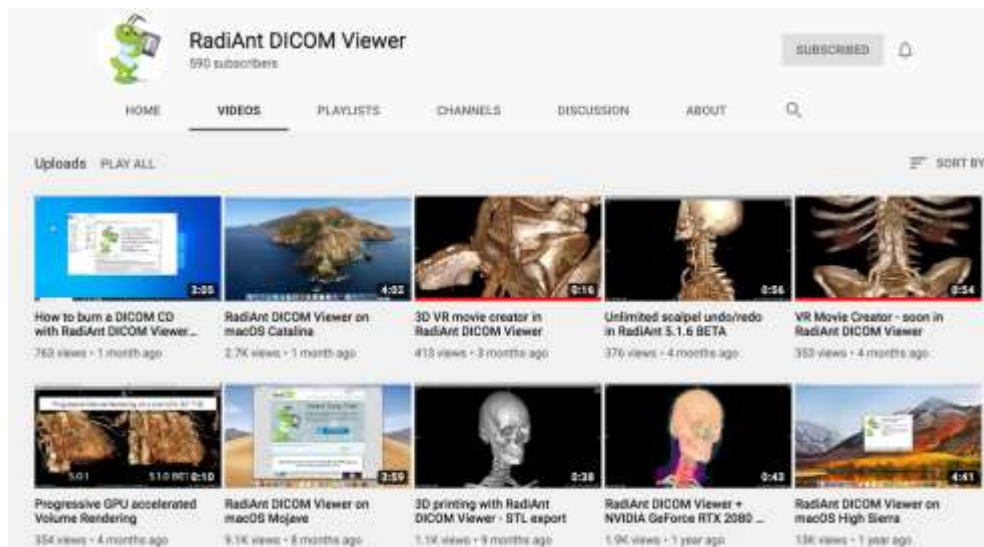 RadiAnt DICOM Viewer
590 subscribers
SUBSCRIBED
HOME VIDEOS PLAYLISTS CHANNELS DISCUSSION ABOUT
Uploads PLAY ALL SORT BY
3:05 4:02 0:16 0:56 0:54
How to burn a DICOM CD
with RadiAnt DICOM Viewer...
763 views • 1 month ago
RadiAnt DICOM Viewer on
macOS Catalina
2.7K views • 1 month ago
3D VR movie creator in
RadiAnt DICOM Viewer
413 views • 3 months ago
Unlimited scalpel undo/redo
in RadiAnt 5.1.6 BETA
376 views • 4 months ago
VR Movie Creator - soon in
RadiAnt DICOM Viewer
353 views • 4 months ago
5.0.1 0:10 3:59 0:38 0:43 4:41
Progressive GPU accelerated
Volume Rendering
354 views • 4 months ago
RadiAnt DICOM Viewer on
macOS Mojave
9.1K views • 8 months ago
3D printing with RadiAnt
DICOM Viewer - STL export
1.1K views • 9 months ago
RadiAnt DICOM Viewer +
NVIDIA GeForce RTX 2080 ...
1.9K views • 1 year ago
RadiAnt DICOM Viewer on
macOS High Sierra
13K views • 1 year ago